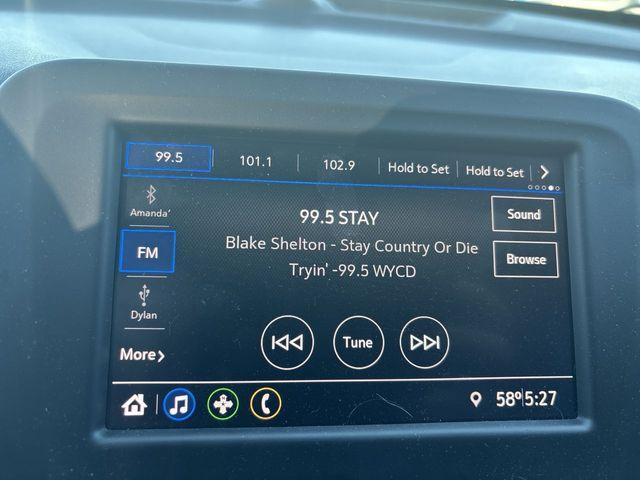 99.5 101.1 102.9 Hold to Set Hold to Set
Amanda'
FM
Dylan
More
99.5 STAY
Blake Shelton - Stay Country Or Die
Tryin' -99.5 WYCD
Sound
Browse
Tune
58° 5:27